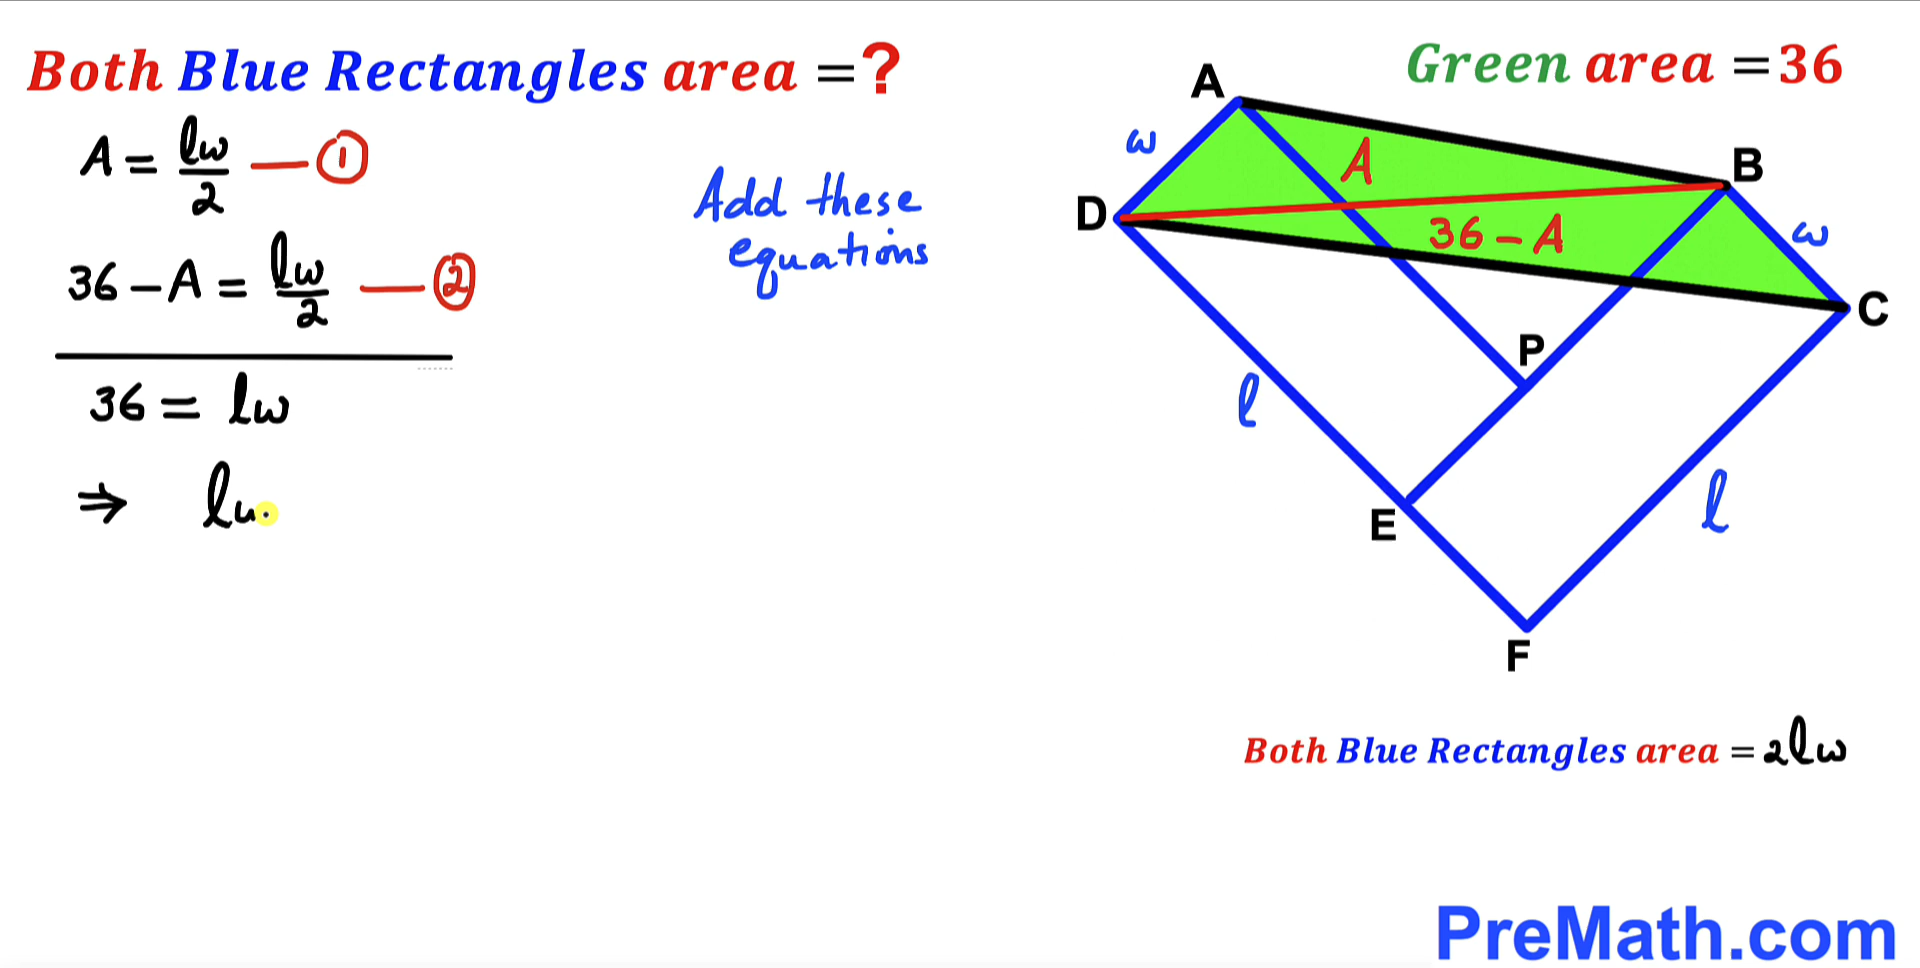 Both Blue Rectangles area =?
A = lw/2 — ①
36 - A = lw/2 — ②
36 = lw
⇒ lw
Add these
equations
Green area =36
A
B
ω
A
D
36 - A
ω
C
P
l
l
E
F
Both Blue Rectangles area = 2lω
PreMath.com